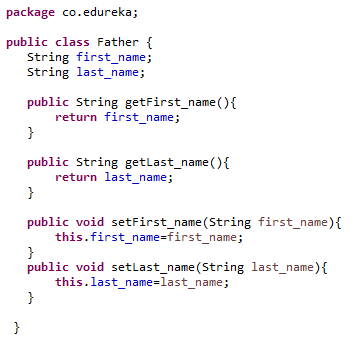 package co.edureka;

public class Father {
   String first_name;
   String last_name;

   public String getFirst_name(){
       return first_name;
   }

   public String getLast_name(){
       return last_name;
   }

   public void setFirst_name(String first_name){
       this.first_name=first_name;
   }
   public void setLast_name(String last_name){
       this.last_name=last_name;
   }

 }